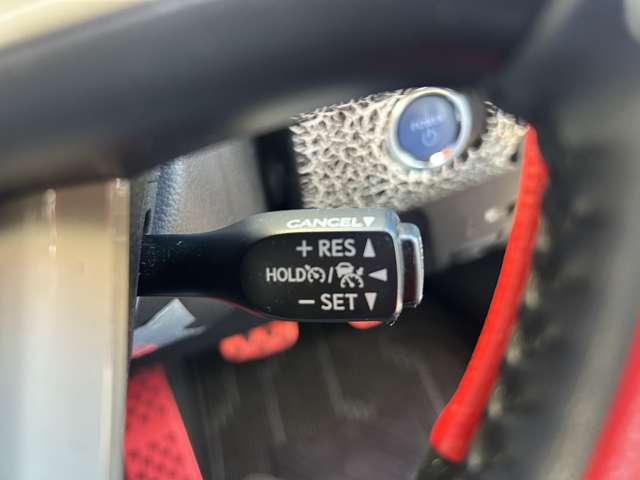 POWER
CANCEL▼
+ RES ▲
HOLD / ◀
− SET ▼